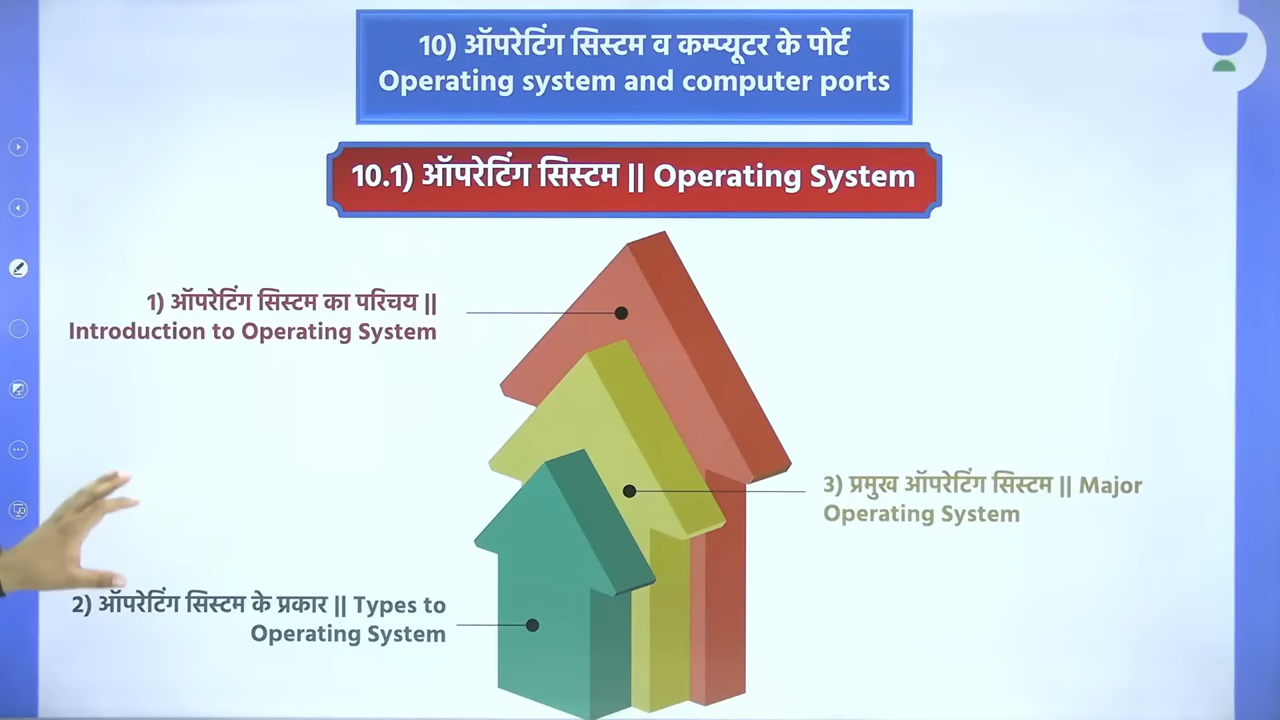 10) ऑपरेटिंग सिस्टम व कम्प्यूटर के पोर्ट
Operating system and computer ports
10.1) ऑपरेटिंग सिस्टम || Operating System
1) ऑपरेटिंग सिस्टम का परिचय ||
Introduction to Operating System
3) प्रमुख ऑपरेटिंग सिस्टम || Major
Operating System
2) ऑपरेटिंग सिस्टम के प्रकार || Types to
Operating System